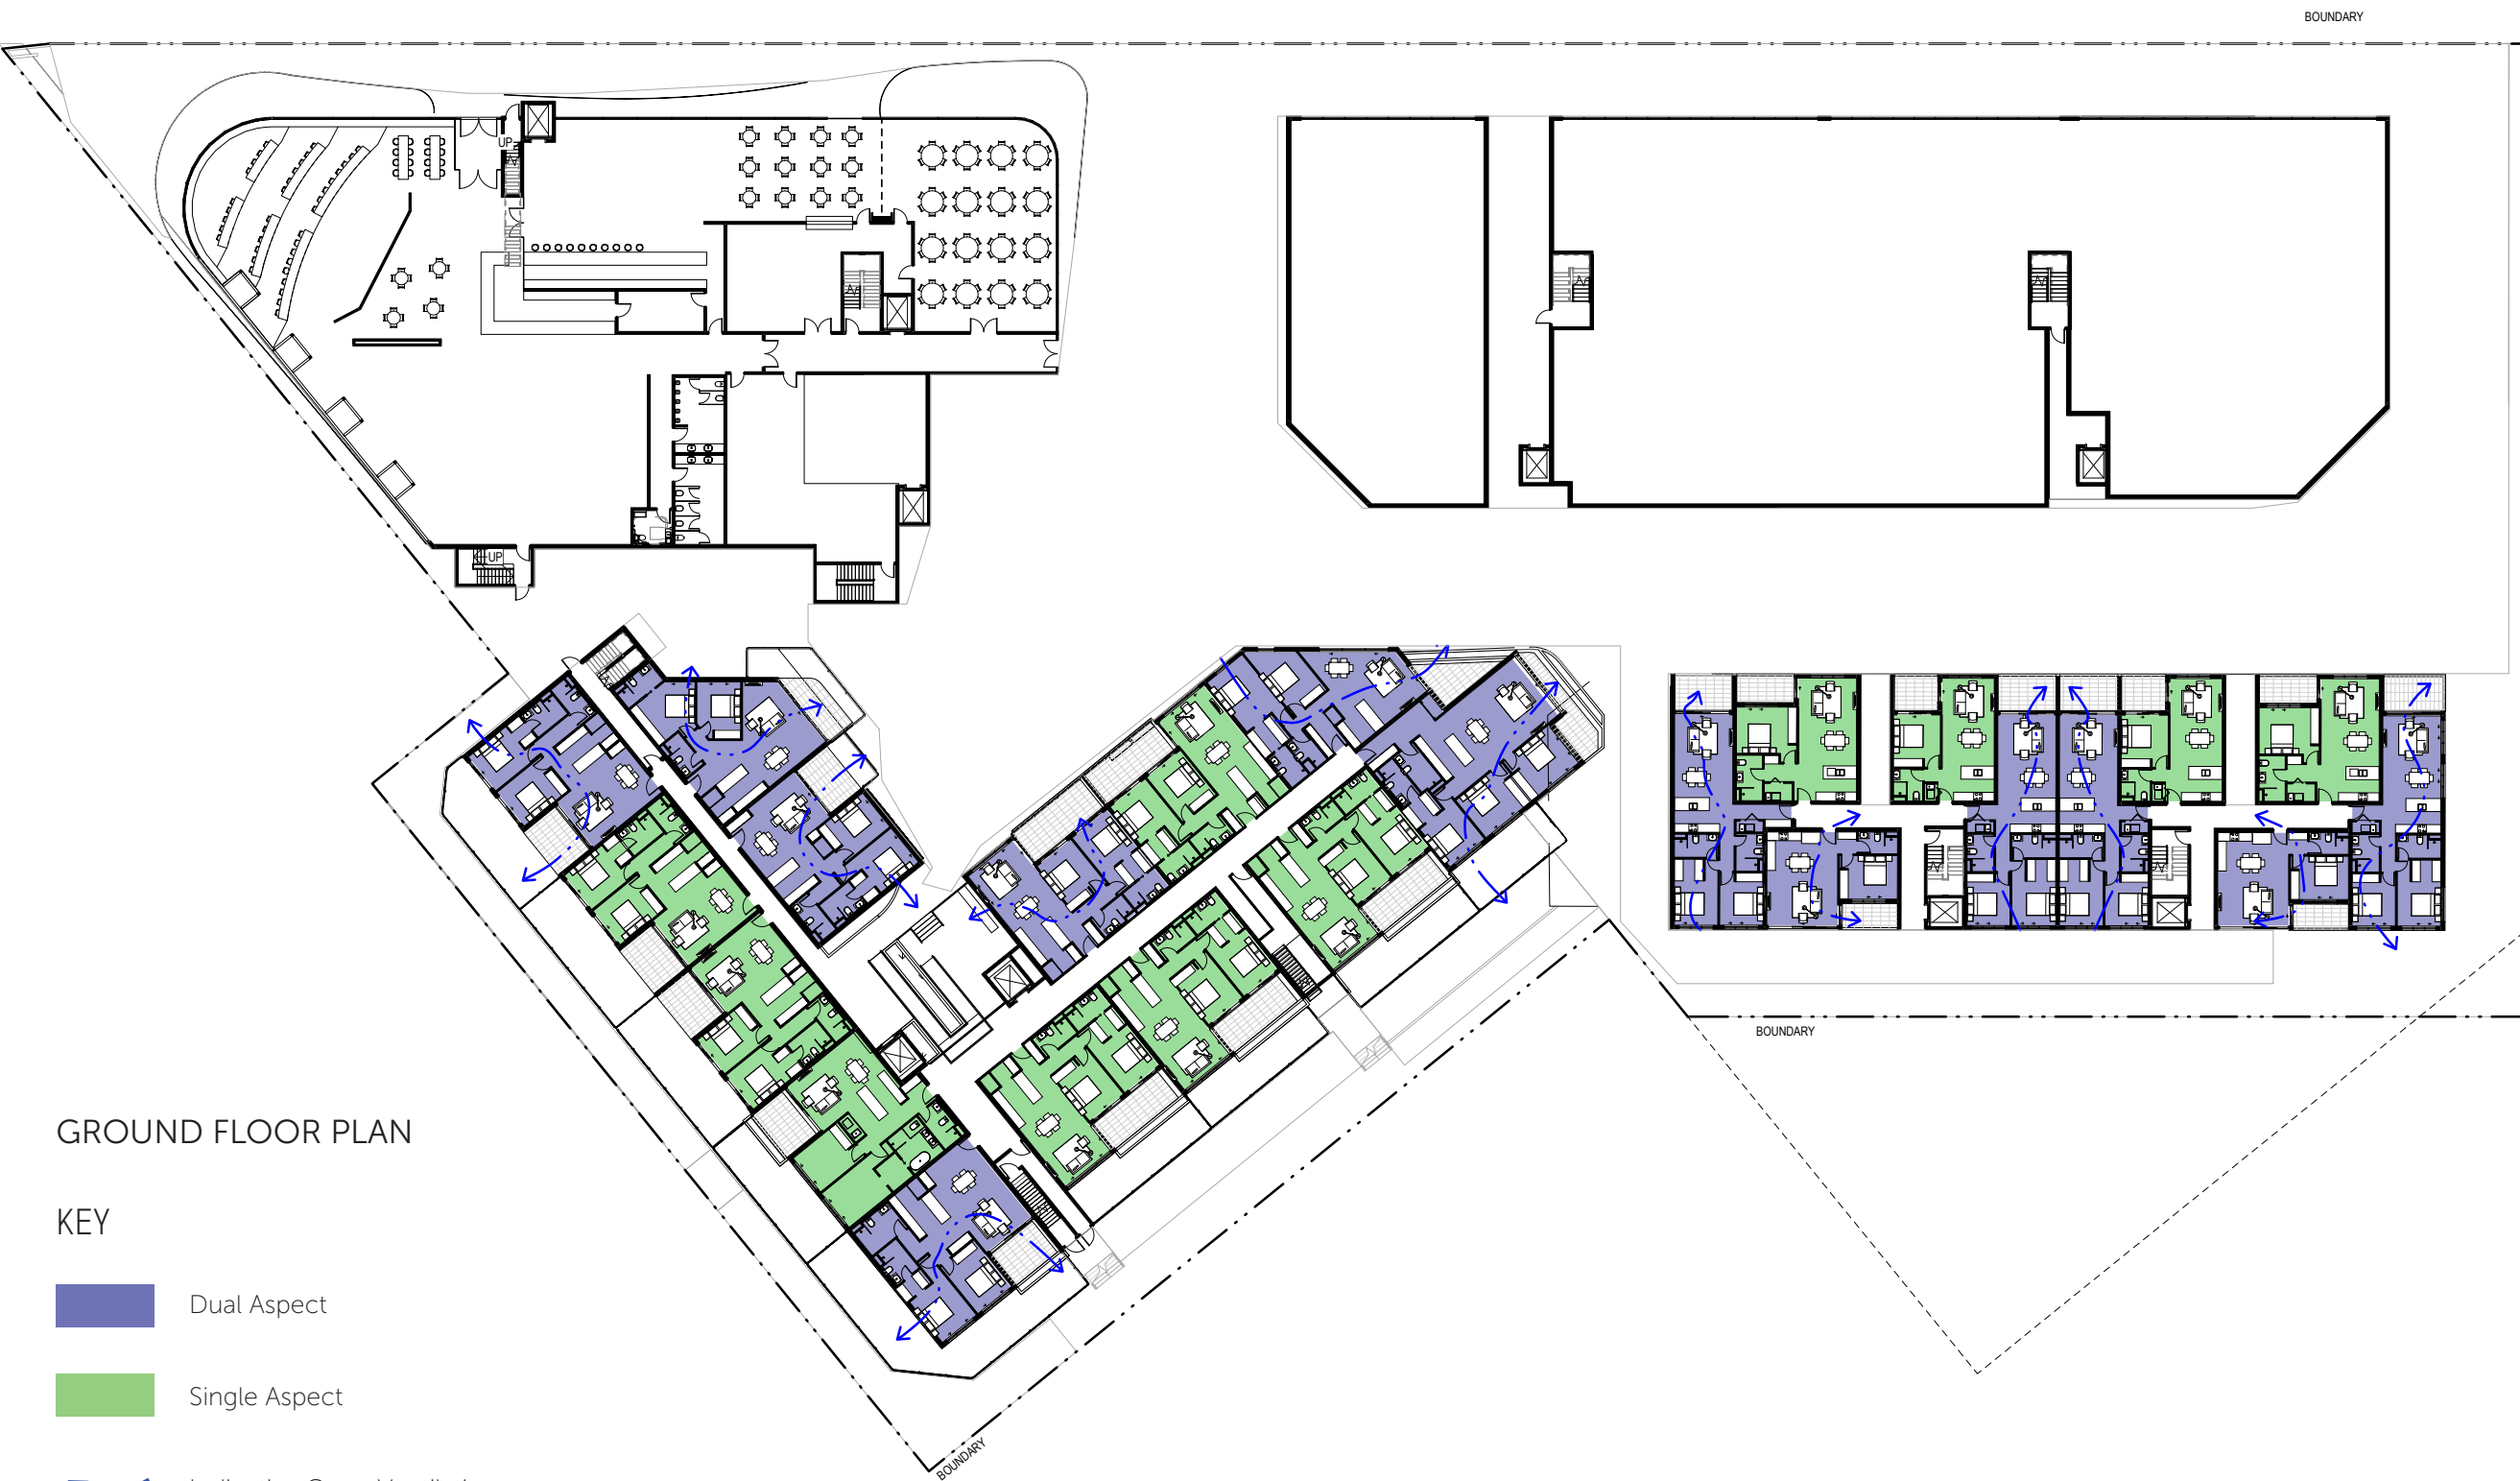 BOUNDARY
UP
UP
BOUNDARY
GROUND FLOOR PLAN
KEY
Dual Aspect
Single Aspect
BOUNDARY